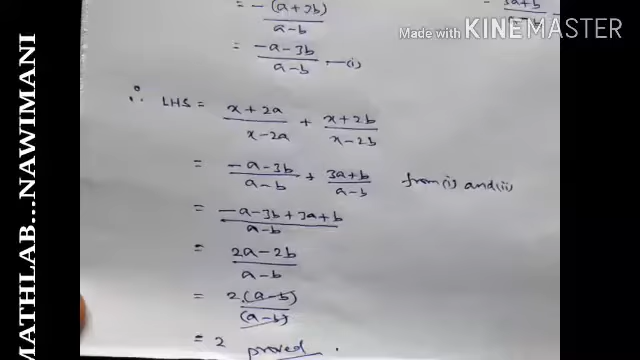 = -(a+3b) / a-b
= -a-3b / a-b —(i)
3a+b / a-b
Made with KINEMASTER
∴ LHS = x+2a / x-2a + x+2b / x-2b
= -a-3b / a-b + 3a+b / a-b from (i) and (ii)
= -a-3b+3a+b / a-b
= 2a-2b / a-b
= 2(a-b) / (a-b)
= 2 proved.
MATHLAB...NAWIMANI